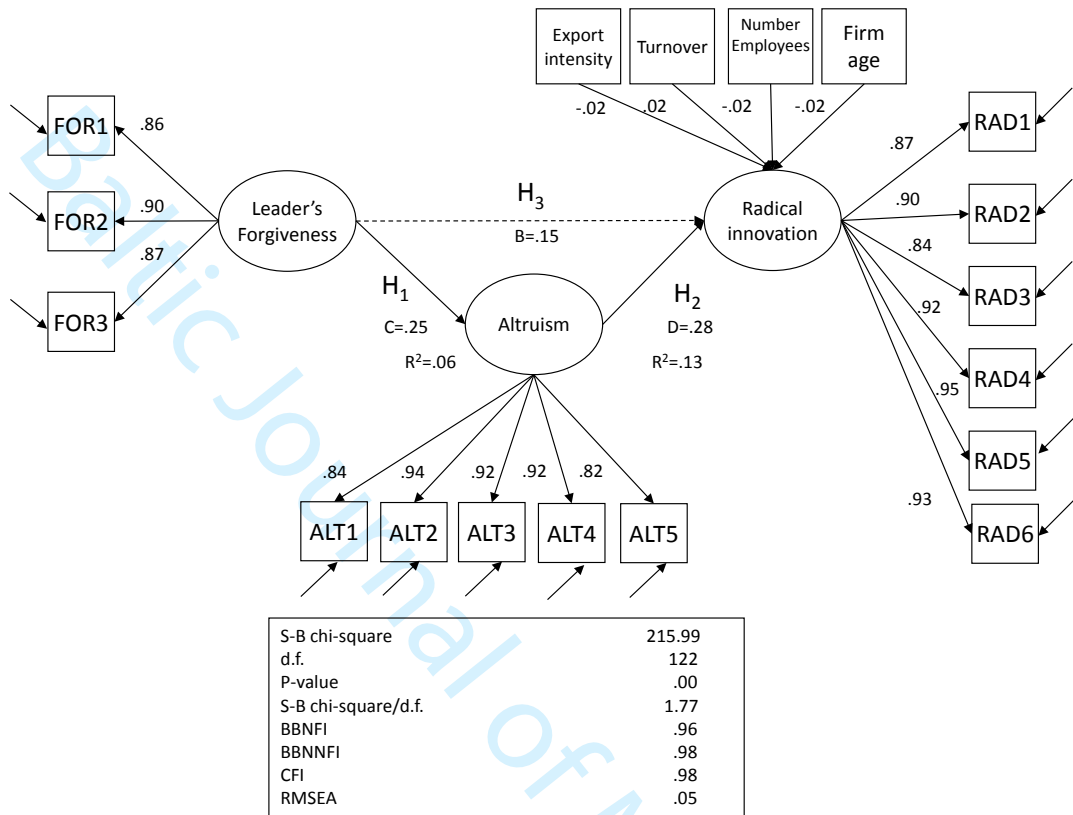 Export
intensity
Turnover
Number
Employees
Firm
age
-.02
.02
-.02
-.02
FOR1
FOR2
FOR3
.86
.90
.87
Leader's
Forgiveness
H3
B=.15
Radical
innovation
RAD1
RAD2
RAD3
RAD4
RAD5
RAD6
.87
.90
.84
.92
.95
.93
H1
C=.25
R²=.06
Altruism
H2
D=.28
R²=.13
.84
.94
.92
.92
.82
ALT1
ALT2
ALT3
ALT4
ALT5
S-B chi-square 215.99
d.f. 122
P-value .00
S-B chi-square/d.f. 1.77
BBNFI .96
BBNNFI .98
CFI .98
RMSEA .05
Baltic Journal of